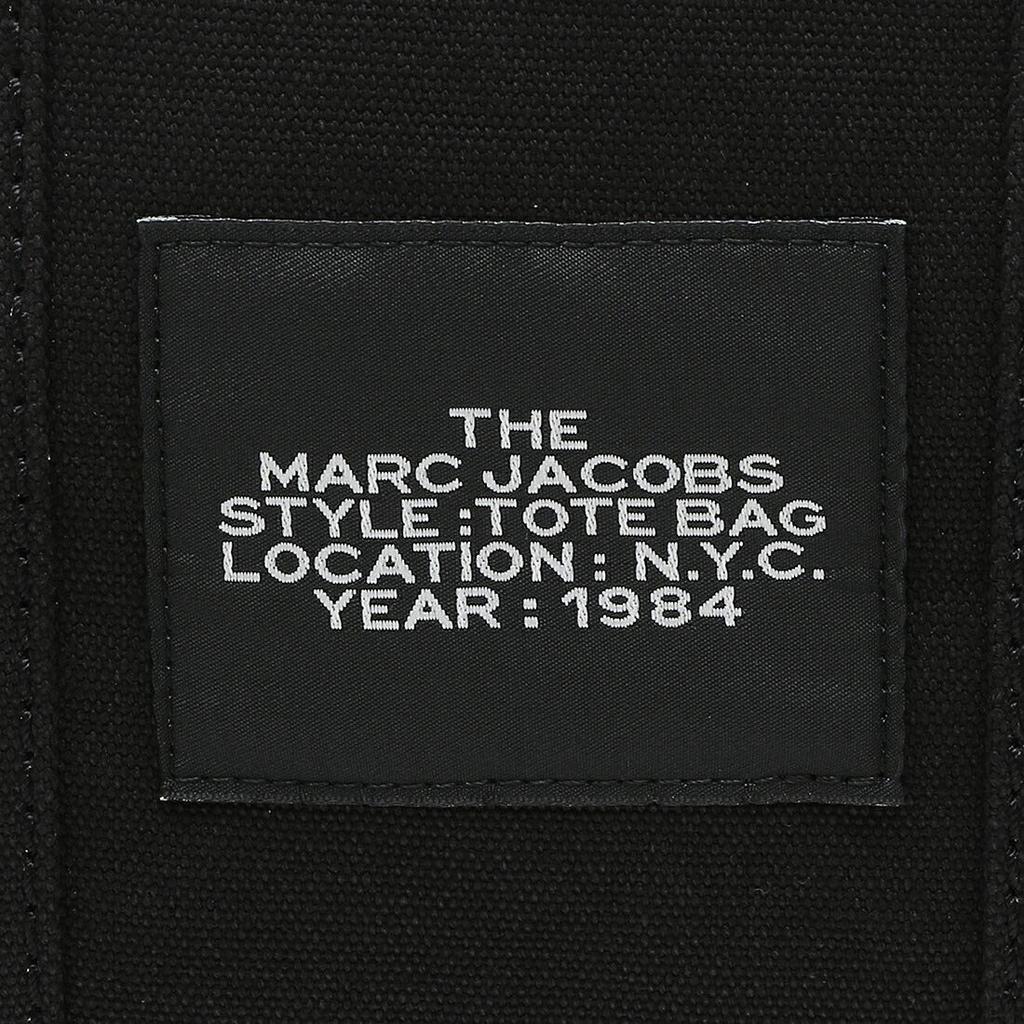 THE
MARC JACOBS
STYLE :TOTE BAG
LOCATION : N.Y.C.
YEAR : 1984